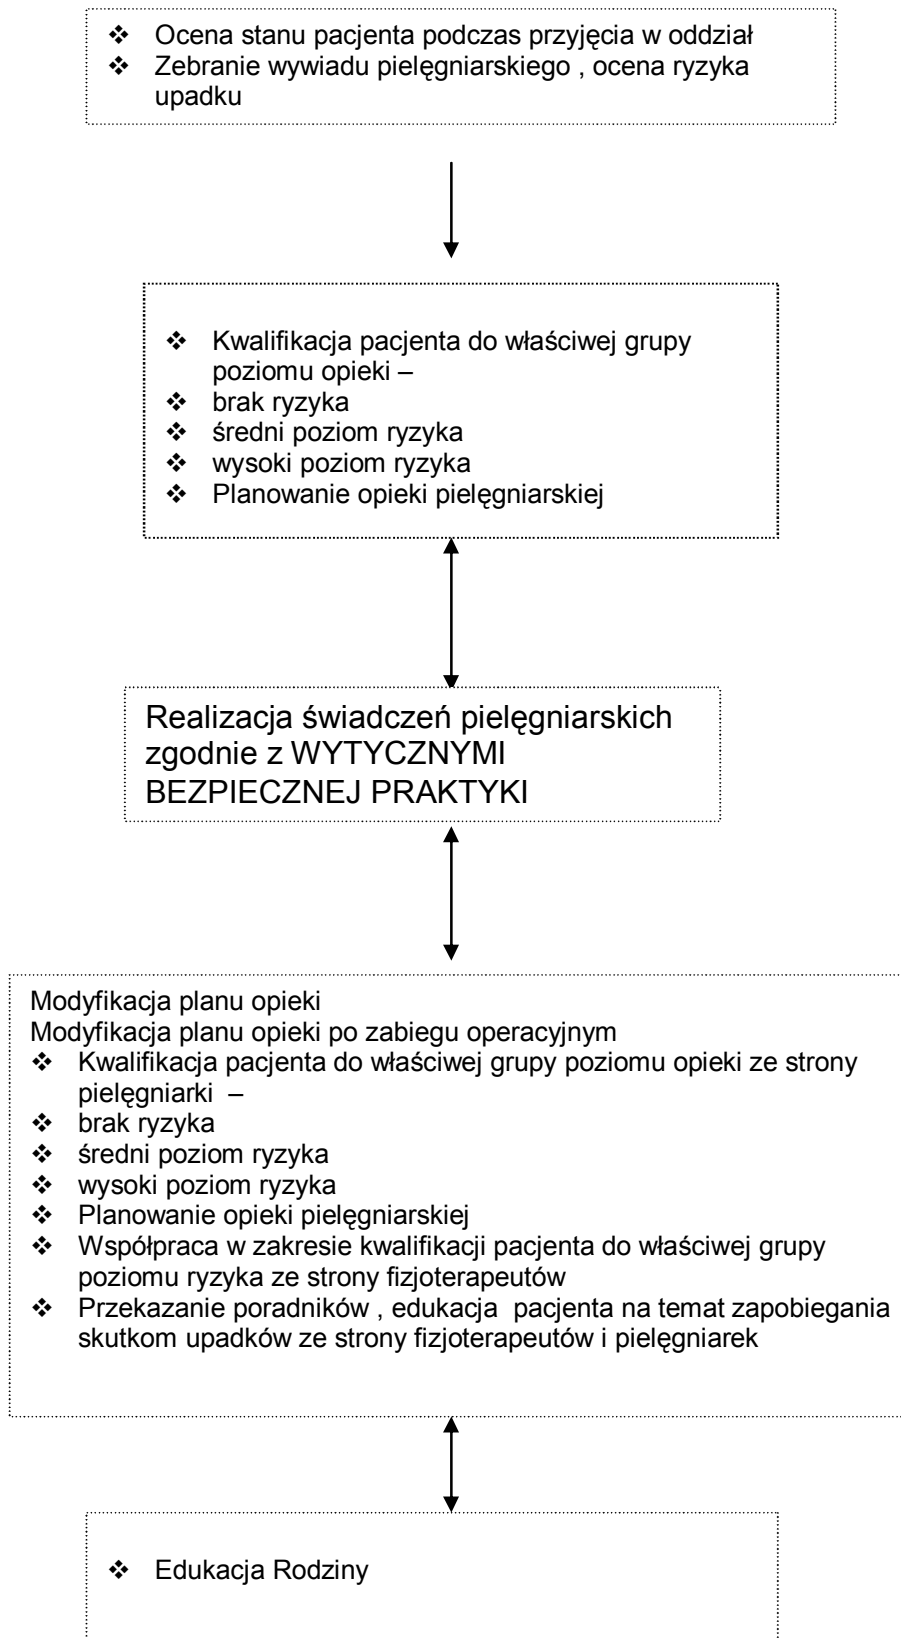 ❖ Ocena stanu pacjenta podczas przyjęcia w oddział
❖ Zebranie wywiadu pielęgniarskiego , ocena ryzyka
upadku
❖ Kwalifikacja pacjenta do właściwej grupy
poziomu opieki –
❖ brak ryzyka
❖ średni poziom ryzyka
❖ wysoki poziom ryzyka
❖ Planowanie opieki pielęgniarskiej
Realizacja świadczeń pielęgniarskich
zgodnie z WYTYCZNYMI
BEZPIECZNEJ PRAKTYKI
Modyfikacja planu opieki
Modyfikacja planu opieki po zabiegu operacyjnym
❖ Kwalifikacja pacjenta do właściwej grupy poziomu opieki ze strony
pielęgniarki –
❖ brak ryzyka
❖ średni poziom ryzyka
❖ wysoki poziom ryzyka
❖ Planowanie opieki pielęgniarskiej
❖ Współpraca w zakresie kwalifikacji pacjenta do właściwej grupy
poziomu ryzyka ze strony fizjoterapeutów
❖ Przekazanie poradników , edukacja pacjenta na temat zapobiegania
skutkom upadków ze strony fizjoterapeutów i pielęgniarek
❖ Edukacja Rodziny